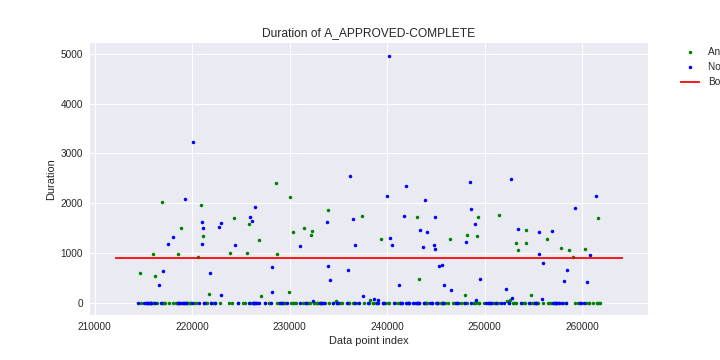 Duration of A_APPROVED-COMPLETE
5000
4000
3000
2000
1000
0
Duration
210000 220000 230000 240000 250000 260000
Data point index
An
No
Bo